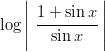 log | (1 + sin x) / (sin x) |